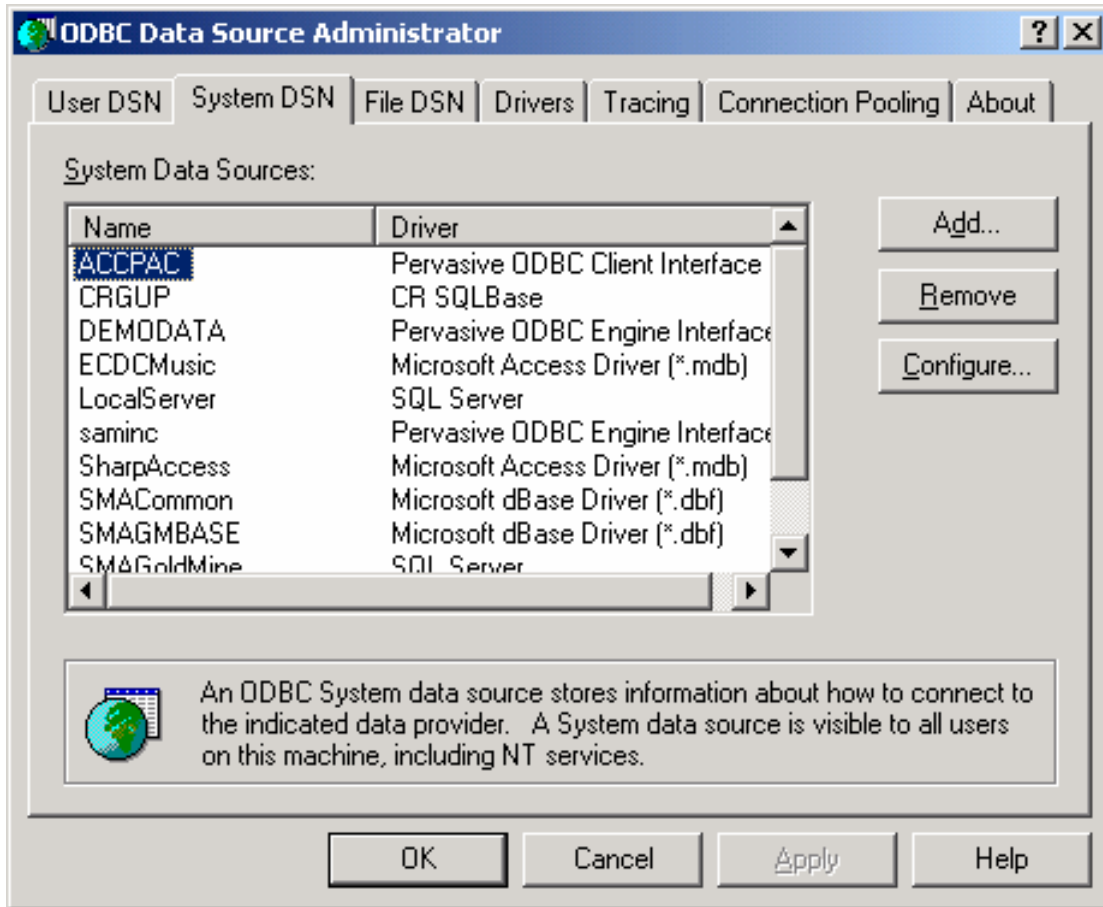 ODBC Data Source Administrator
User DSN System DSN File DSN Drivers Tracing Connection Pooling About
System Data Sources:
Name Driver
ACCPAC Pervasive ODBC Client Interface
CRGUP CR SQLBase
DEMODATA Pervasive ODBC Engine Interface
ECDCMusic Microsoft Access Driver (*.mdb)
LocalServer SQL Server
saminc Pervasive ODBC Engine Interface
SharpAccess Microsoft Access Driver (*.mdb)
SMACommon Microsoft dBase Driver (*.dbf)
SMAGMBASE Microsoft dBase Driver (*.dbf)
SMAGoldMine SQL Server
Add...
Remove
Configure...
An ODBC System data source stores information about how to connect to
the indicated data provider. A System data source is visible to all users
on this machine, including NT services.
OK Cancel Apply Help